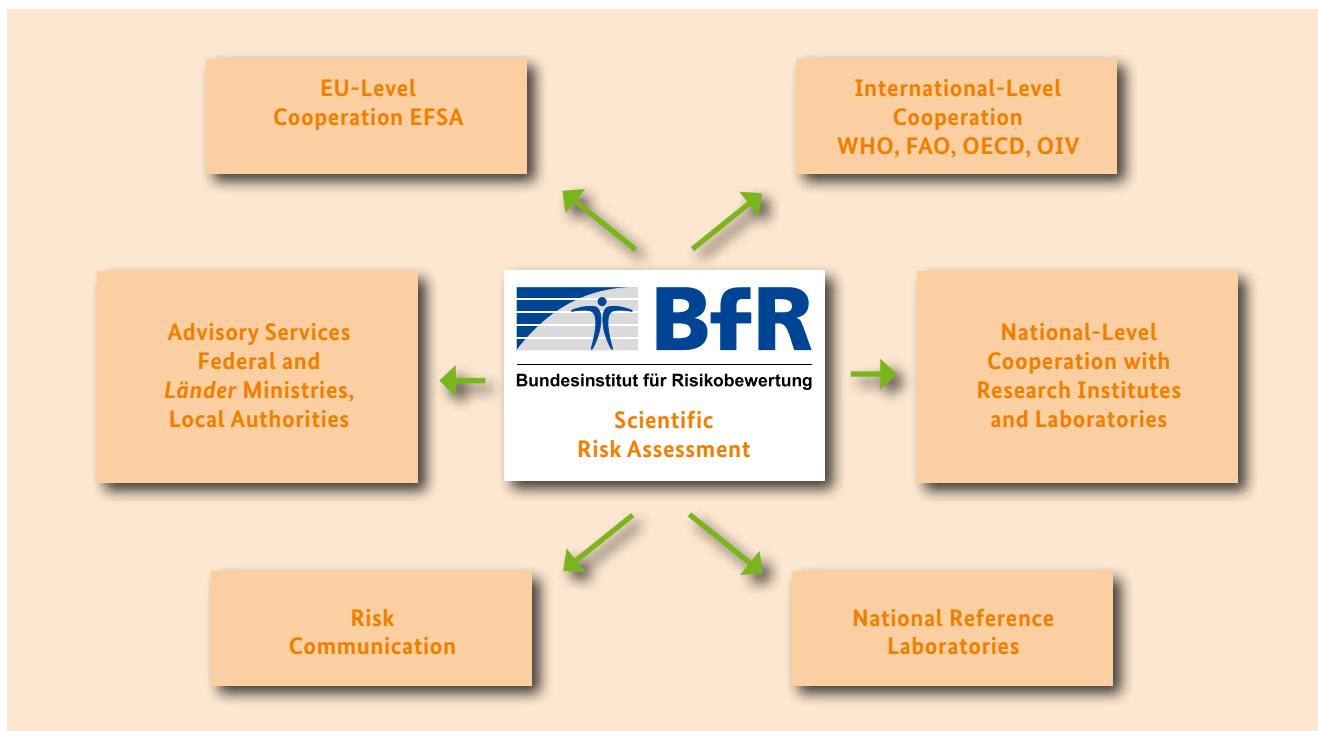 EU-Level
Cooperation EFSA
International-Level
Cooperation
WHO, FAO, OECD, OIV
Advisory Services
Federal and
Länder Ministries,
Local Authorities
BfR
Bundesinstitut für Risikobewertung
Scientific
Risk Assessment
National-Level
Cooperation with
Research Institutes
and Laboratories
Risk
Communication
National Reference
Laboratories